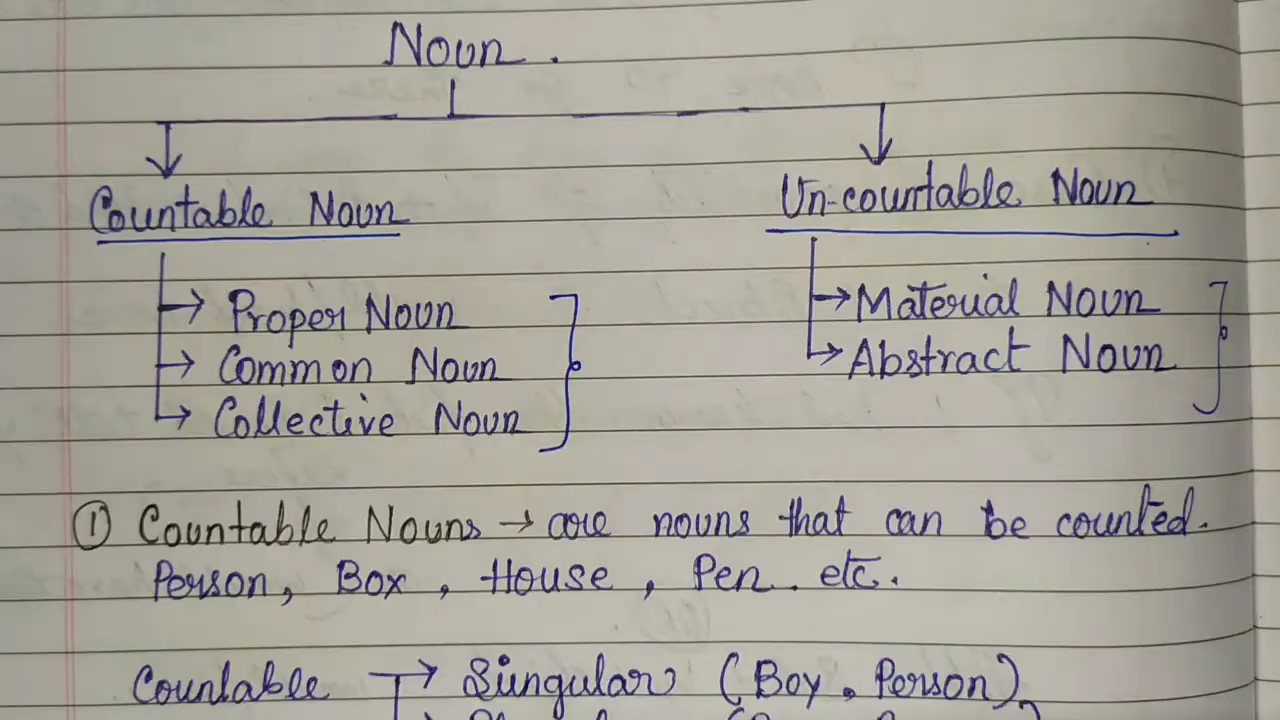 Noun.
Countable Noun
Un-countable Noun
Proper Noun
Common Noun
Collective Noun
Material Noun
Abstract Noun
① Countable Nouns → are nouns that can be counted.
Person, Box, House, Pen. etc.
Countable → Singular (Boy, Person)